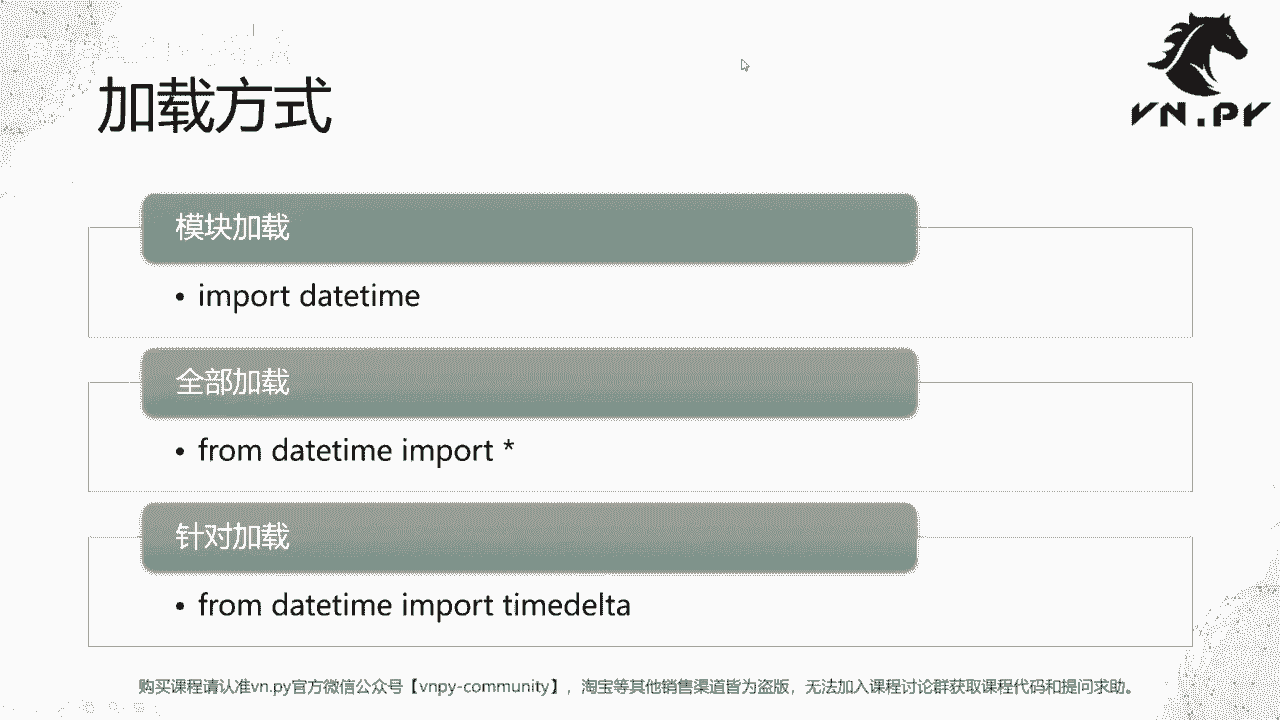 加载方式
VN.PY
模块加载
• import datetime
全部加载
• from datetime import *
针对加载
• from datetime import timedelta
购买课程请认准vn.py官方微信公众号【vnpy-community】，淘宝等其他销售渠道皆为盗版，无法加入课程讨论群获取课程代码和提问求助。